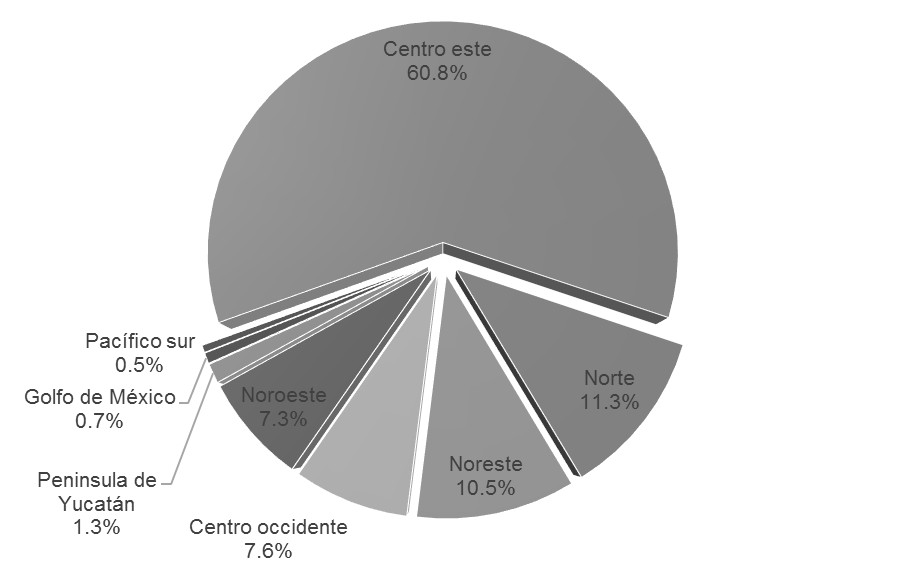 Centro este
60.8%
Norte
11.3%
Noreste
10.5%
Centro occidente
7.6%
Noroeste
7.3%
Peninsula de
Yucatán
1.3%
Golfo de México
0.7%
Pacífico sur
0.5%